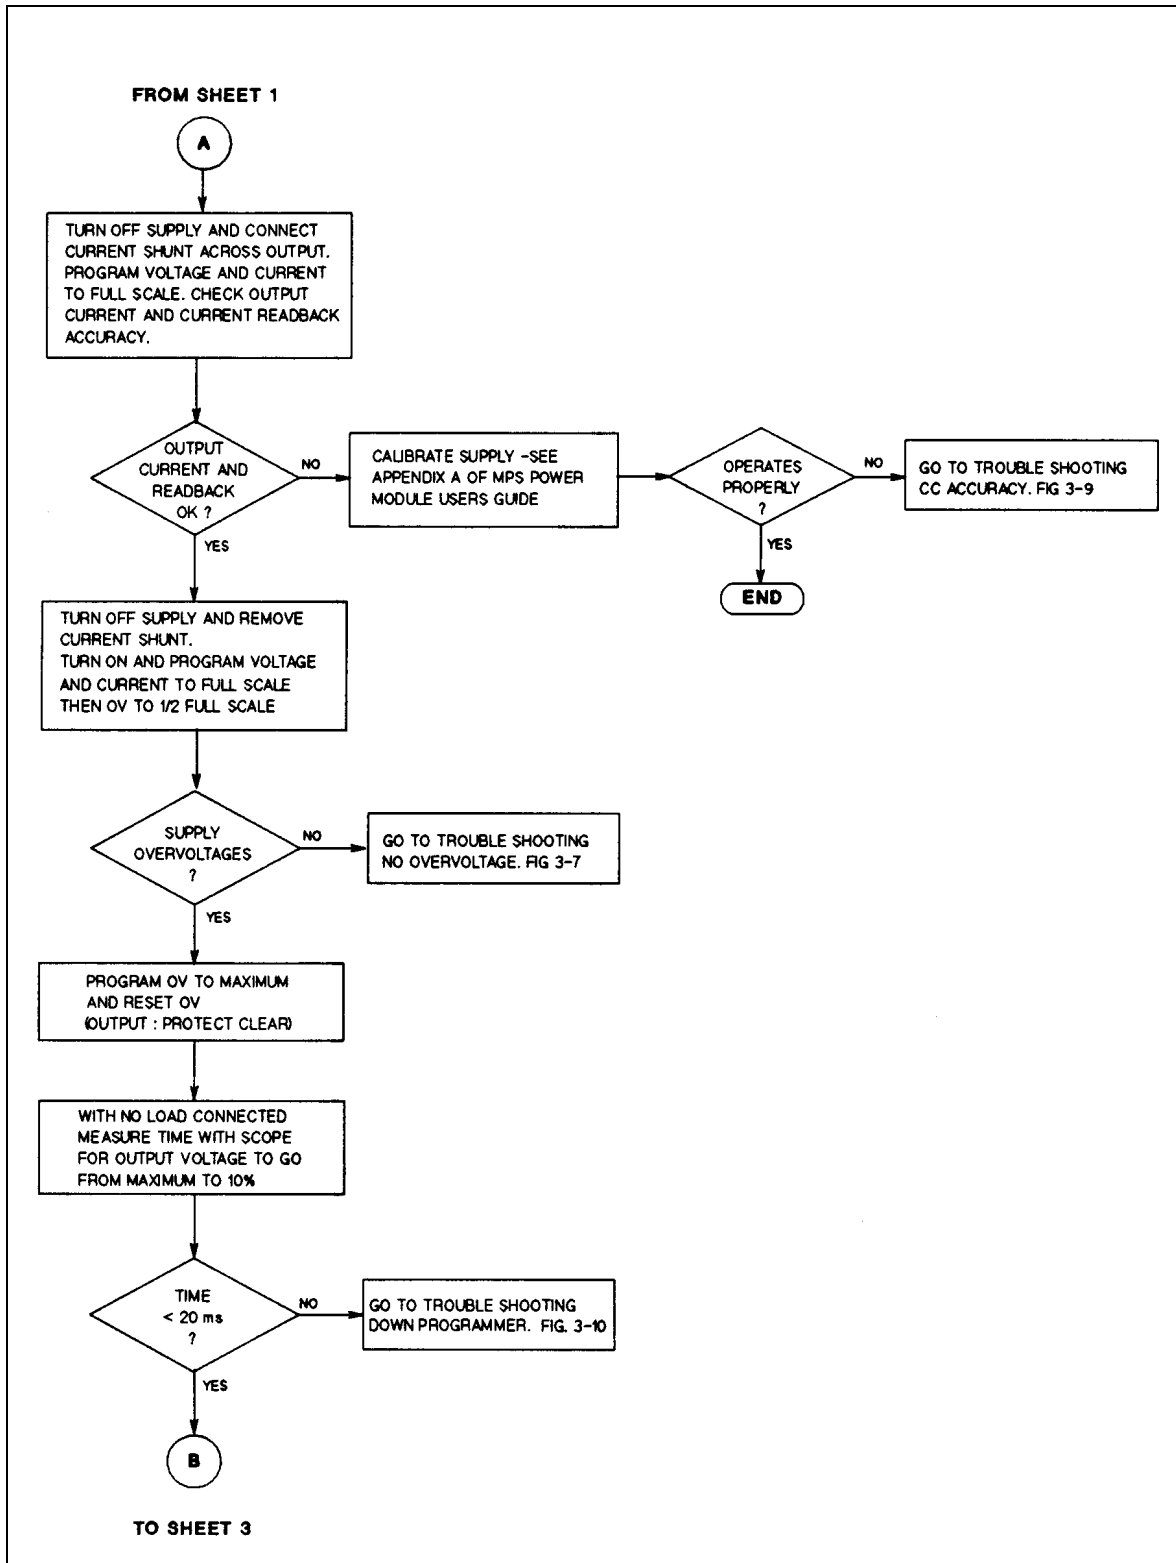 FROM SHEET 1
A
TURN OFF SUPPLY AND CONNECT
CURRENT SHUNT ACROSS OUTPUT.
PROGRAM VOLTAGE AND CURRENT
TO FULL SCALE. CHECK OUTPUT
CURRENT AND CURRENT READBACK
ACCURACY.
OUTPUT
CURRENT AND
READBACK
OK ?
NO
CALIBRATE SUPPLY -SEE
APPENDIX A OF MPS POWER
MODULE USERS GUIDE
OPERATES
PROPERLY
?
NO
GO TO TROUBLE SHOOTING
CC ACCURACY. FIG 3-9
YES
END
YES
TURN OFF SUPPLY AND REMOVE
CURRENT SHUNT.
TURN ON AND PROGRAM VOLTAGE
AND CURRENT TO FULL SCALE
THEN OV TO 1/2 FULL SCALE
SUPPLY
OVERVOLTAGES
?
NO
GO TO TROUBLE SHOOTING
NO OVERVOLTAGE. FIG 3-7
YES
PROGRAM OV TO MAXIMUM
AND RESET OV
(OUTPUT : PROTECT CLEAR)
WITH NO LOAD CONNECTED
MEASURE TIME WITH SCOPE
FOR OUTPUT VOLTAGE TO GO
FROM MAXIMUM TO 10%
TIME
< 20 ms
?
NO
GO TO TROUBLE SHOOTING
DOWN PROGRAMMER. FIG. 3-10
YES
B
TO SHEET 3